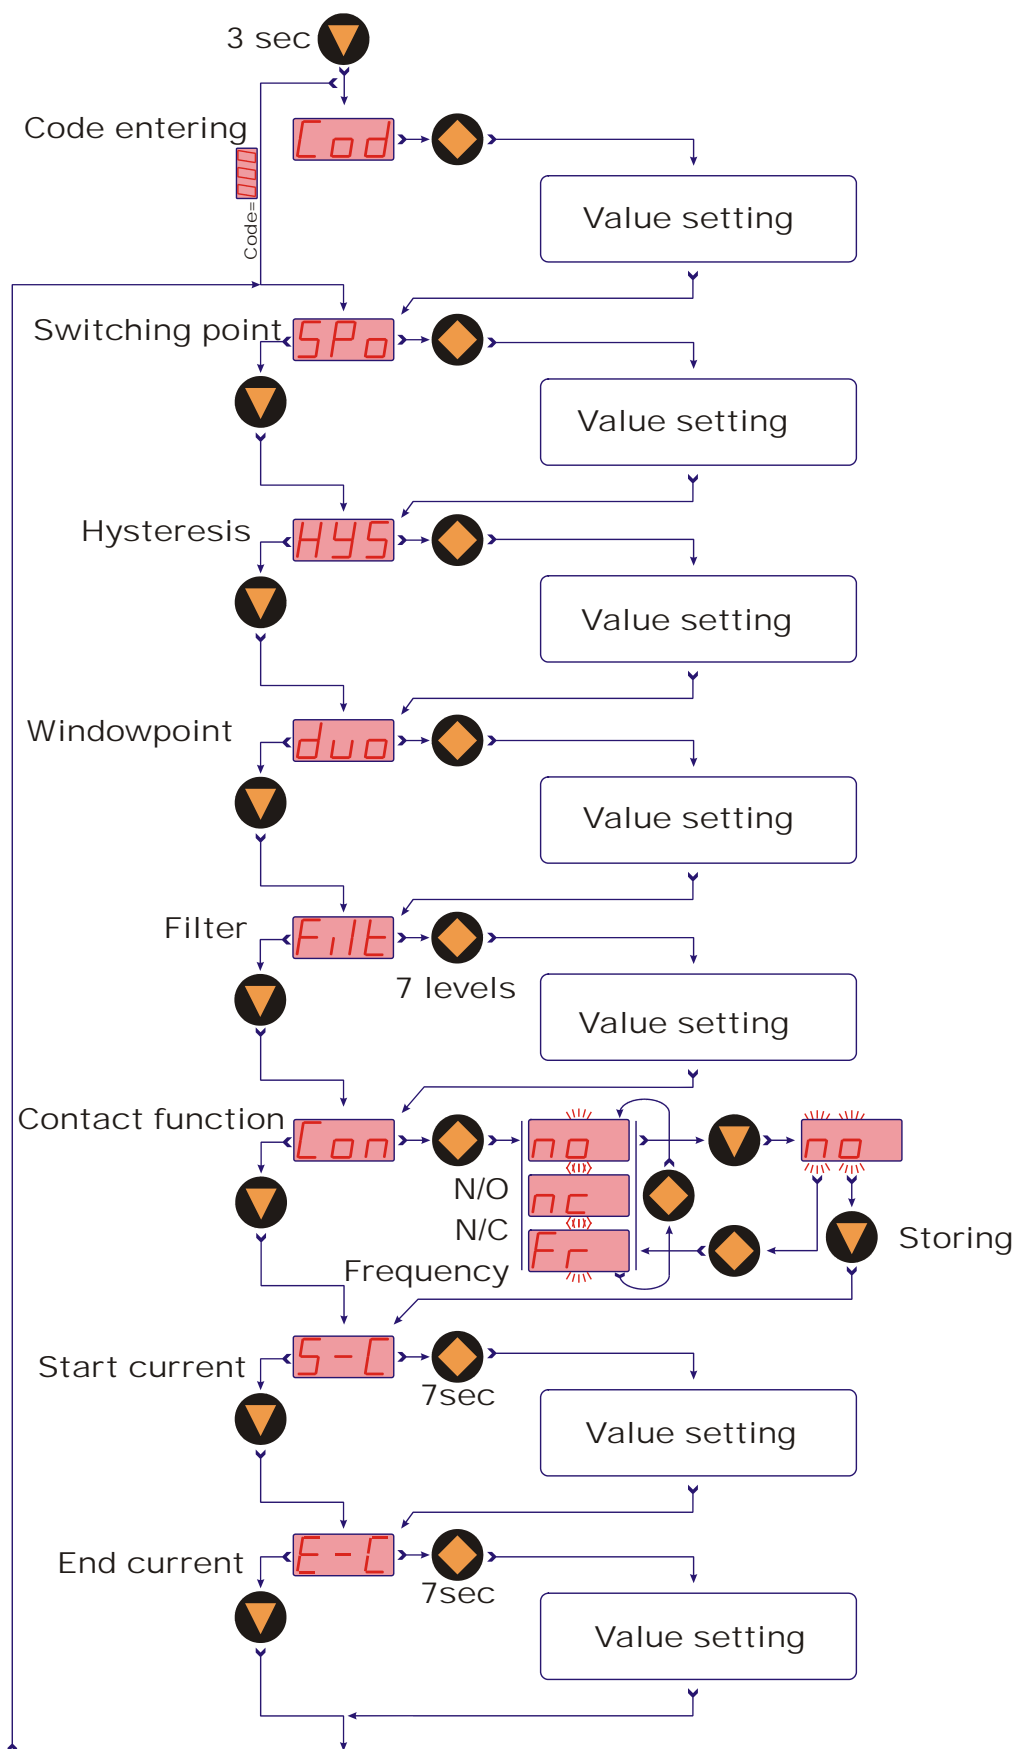 3 sec
Code entering
Cod
Code=
Value setting
Switching point
SPo
Value setting
Hysteresis
HYS
Value setting
Windowpoint
duo
Value setting
Filter
Filt
7 levels
Value setting
Contact function
Con
no
no
N/O
nc
N/C
Storing
Fr
Frequency
S-C
Start current
7sec
Value setting
E-C
End current
7sec
Value setting